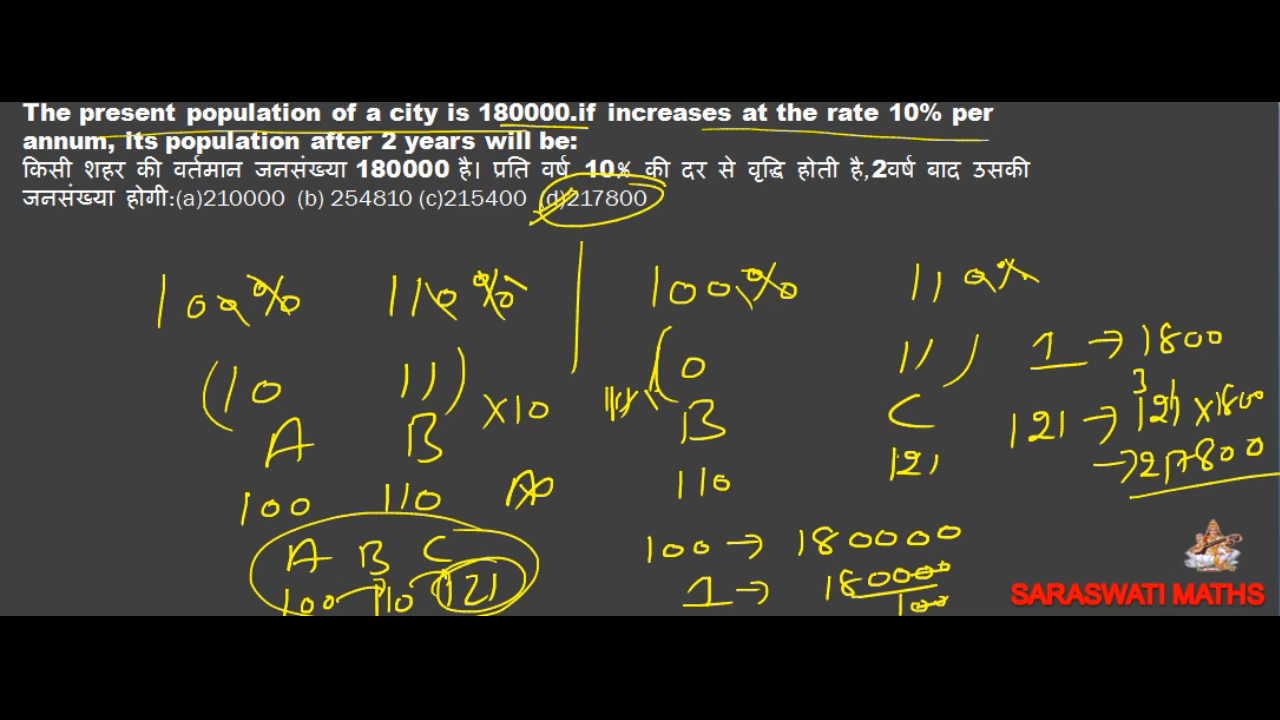 The present population of a city is 180000.if increases at the rate 10% per
annum, Its population after 2 years will be:
किसी शहर की वर्तमान जनसंख्या 180000 है। प्रति वर्ष 10% की दर से वृद्धि होती है,2वर्ष बाद उसकी
जनसंख्या होगी:(a)210000 (b) 254810 (c)215400 (d)217800
100% 110% 100% 110%
(10 11) ×10 (10 11) 1 → 1800
A B B C 121 → 121 ×1800
100 110 110 121 → 217800
A B C 100 → 180000
100 110 121 1 → 180000
100
SARASWATI MATHS